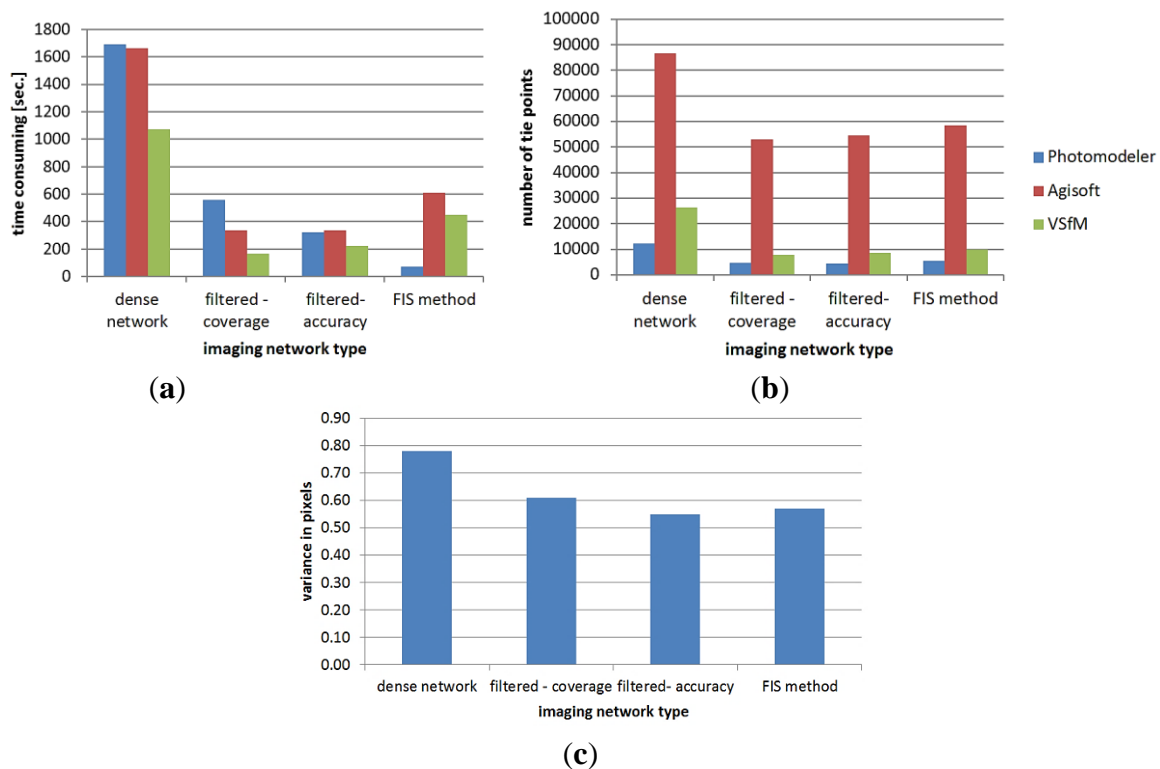 1800
1600
1400
1200
1000
800
600
400
200
0
time consuming [sec.]
dense network
filtered - coverage
filtered- accuracy
FIS method
imaging network type
(a)
100000
90000
80000
70000
60000
50000
40000
30000
20000
10000
0
number of tie points
dense network
filtered - coverage
filtered- accuracy
FIS method
imaging network type
(b)
Photomodeler
Agisoft
VSfM
0.90
0.80
0.70
0.60
0.50
0.40
0.30
0.20
0.10
0.00
variance in pixels
dense network
filtered - coverage
filtered- accuracy
FIS method
imaging network type
(c)